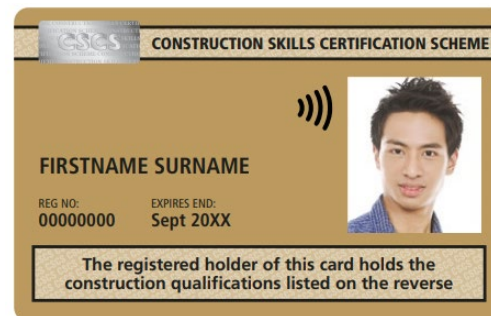 CSCS
CONSTRUCTION SKILLS CERTIFICATION SCHEME
FIRSTNAME SURNAME
REG NO: EXPIRES END:
00000000 Sept 20XX
The registered holder of this card holds the
construction qualifications listed on the reverse